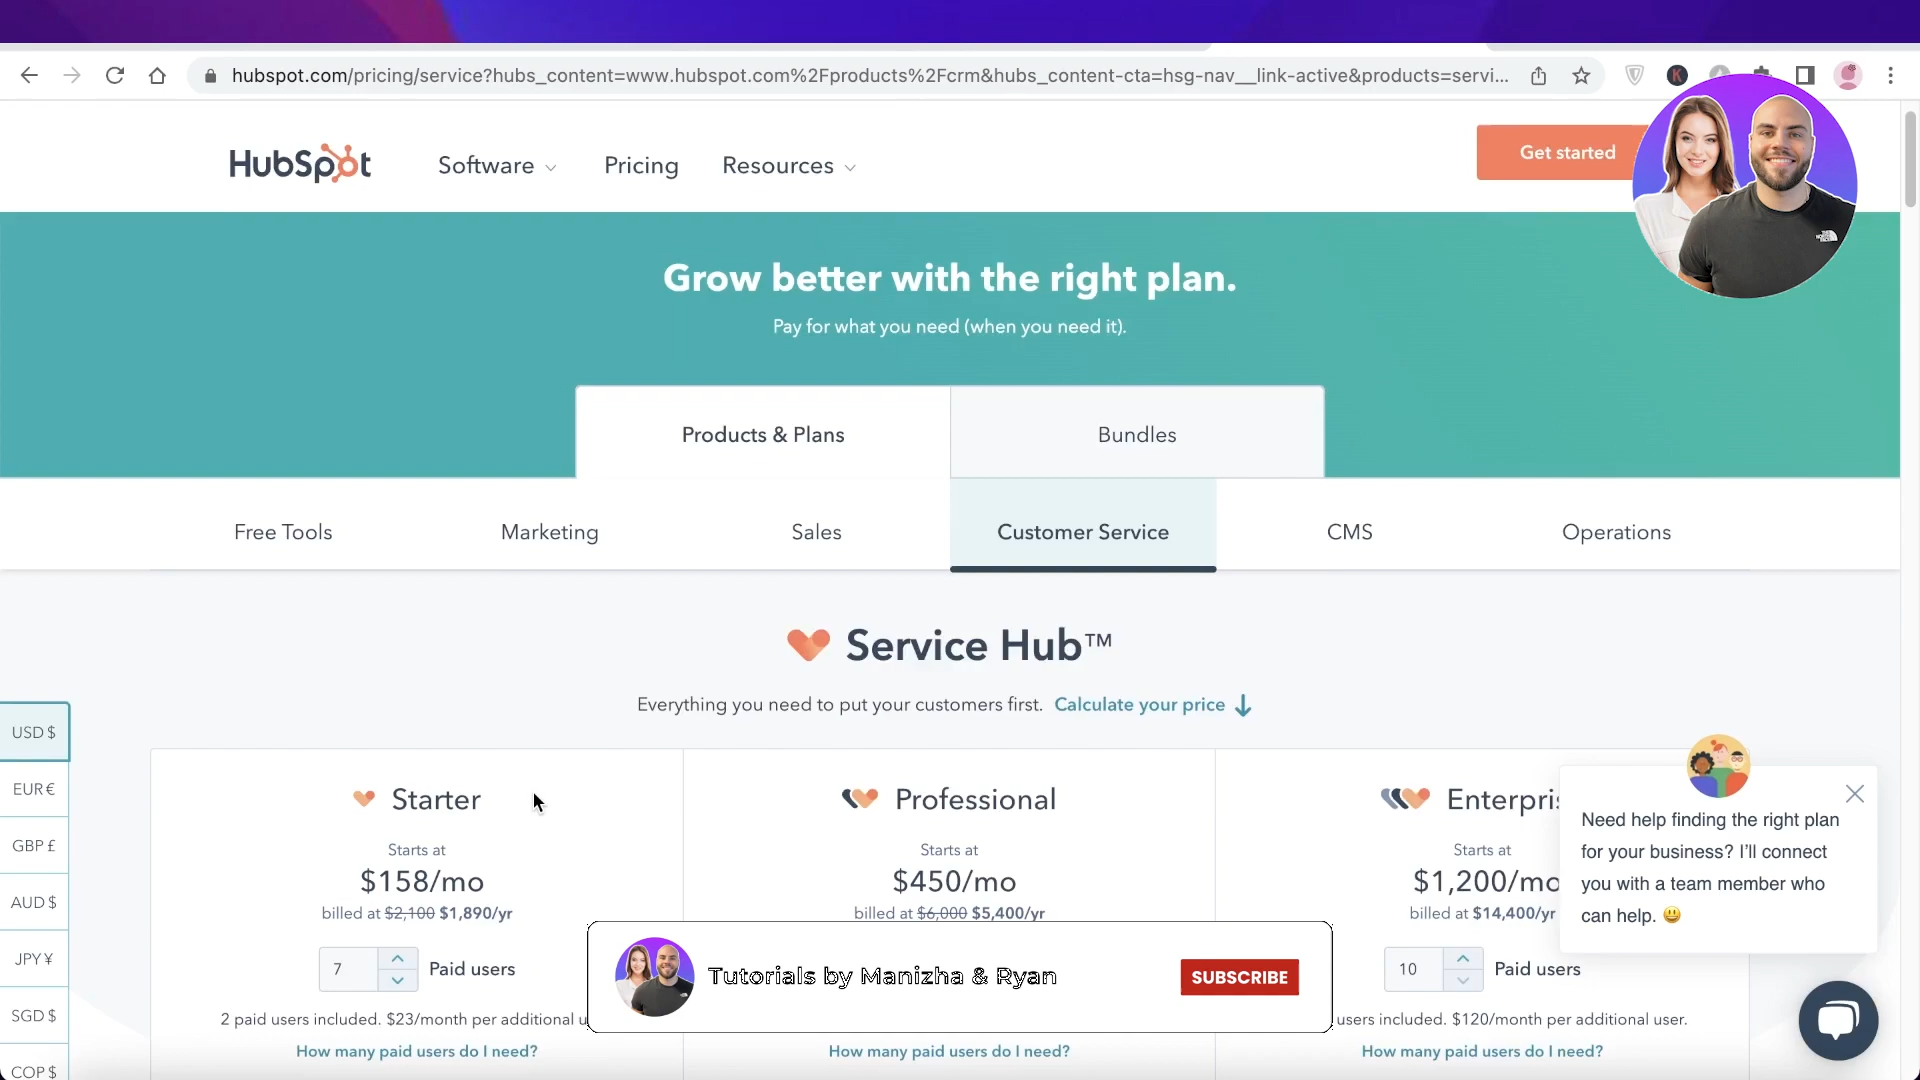 hubspot.com/pricing/service?hubs_content=www.hubspot.com%2Fproducts%2Fcrm&hubs_content-cta=hsg-nav__link-active&products=servi...
K
HubSpot
Software
Pricing
Resources
Get started
THE NORTH FACE
Grow better with the right plan.
Pay for what you need (when you need it).
Products & Plans
Bundles
Free Tools
Marketing
Sales
Customer Service
CMS
Operations
Service Hub™
Everything you need to put your customers first. Calculate your price
USD $
EUR €
GBP £
AUD $
JPY ¥
SGD $
COP $
Starter
Starts at
$158/mo
billed at $2,100 $1,890/yr
7 Paid users
2 paid users included. $23/month per additional u
How many paid users do I need?
Professional
Starts at
$450/mo
billed at $6,000 $5,400/yr
How many paid users do I need?
Enterpris
Starts at
$1,200/mo
billed at $14,400/yr
10 Paid users
users included. $120/month per additional user.
How many paid users do I need?
Need help finding the right plan
for your business? I'll connect
you with a team member who
can help. 😃
Tutorials by Manizha & Ryan
SUBSCRIBE